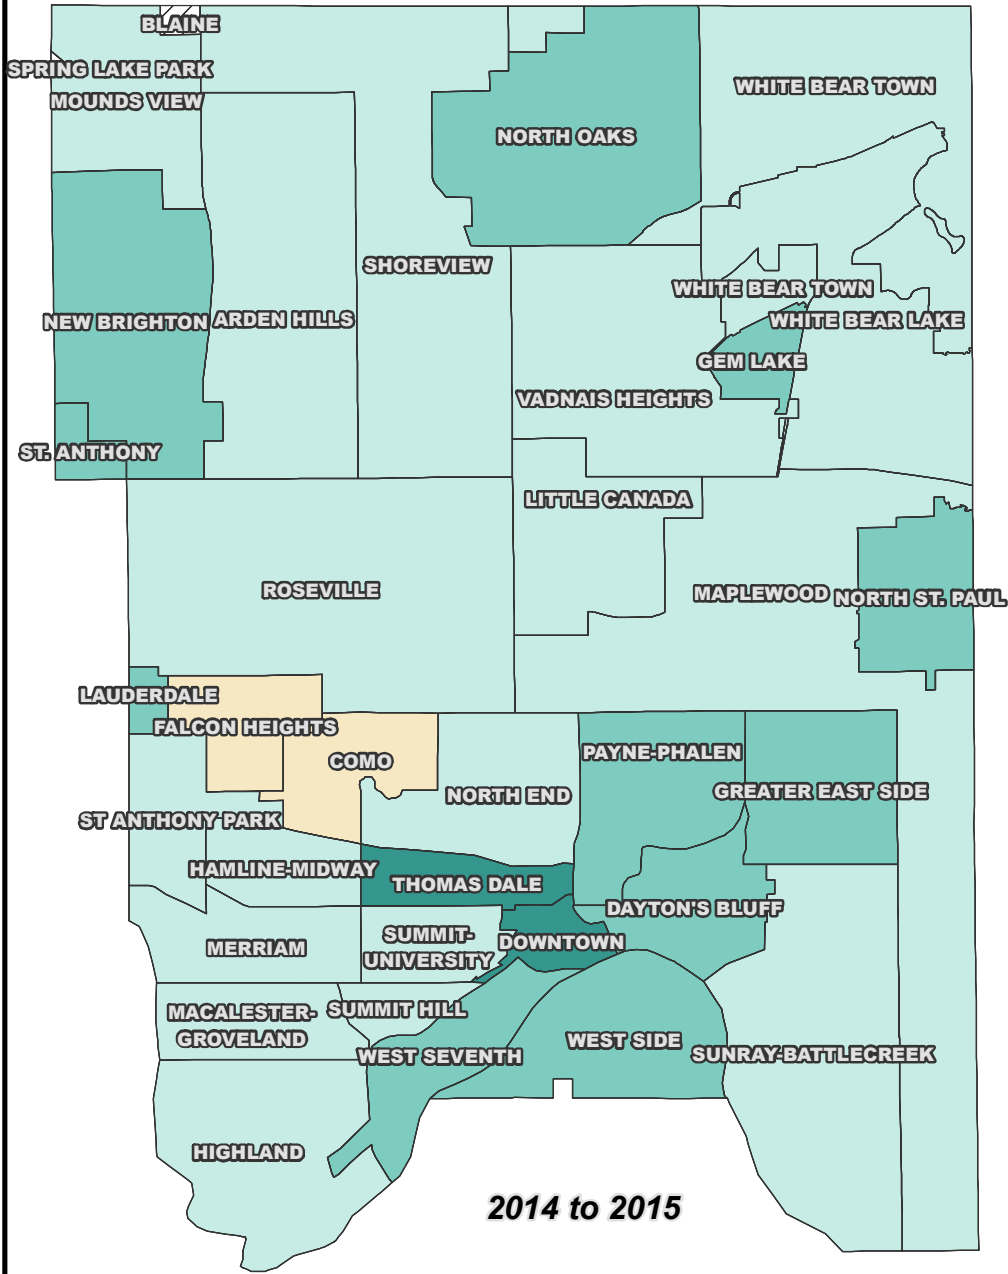 BLAINE
SPRING LAKE PARK
WHITE BEAR TOWN
MOUNDS VIEW
NORTH OAKS
SHOREVIEW
WHITE BEAR TOWN
NEW BRIGHTON
ARDEN HILLS
WHITE BEAR LAKE
GEM LAKE
VADNAIS HEIGHTS
ST. ANTHONY
LITTLE CANADA
ROSEVILLE
MAPLEWOOD
NORTH ST. PAUL
LAUDERDALE
FALCON HEIGHTS
COMO
PAYNE-PHALEN
NORTH END
GREATER EAST SIDE
ST ANTHONY PARK
HAMLINE-MIDWAY
THOMAS DALE
DAYTON'S BLUFF
MERRIAM
SUMMIT-
UNIVERSITY
DOWNTOWN
MACALESTER-
GROVELAND
SUMMIT HILL
WEST SEVENTH
WEST SIDE
SUNRAY-BATTLECREEK
HIGHLAND
2014 to 2015